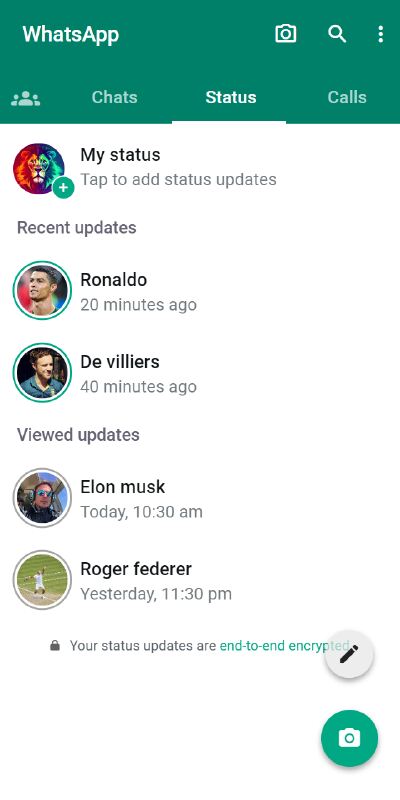 WhatsApp
Chats
Status
Calls
My status
Tap to add status updates
Recent updates
Ronaldo
20 minutes ago
De villiers
40 minutes ago
Viewed updates
Elon musk
Today, 10:30 am
Roger federer
Yesterday, 11:30 pm
Your status updates are end-to-end encrypted